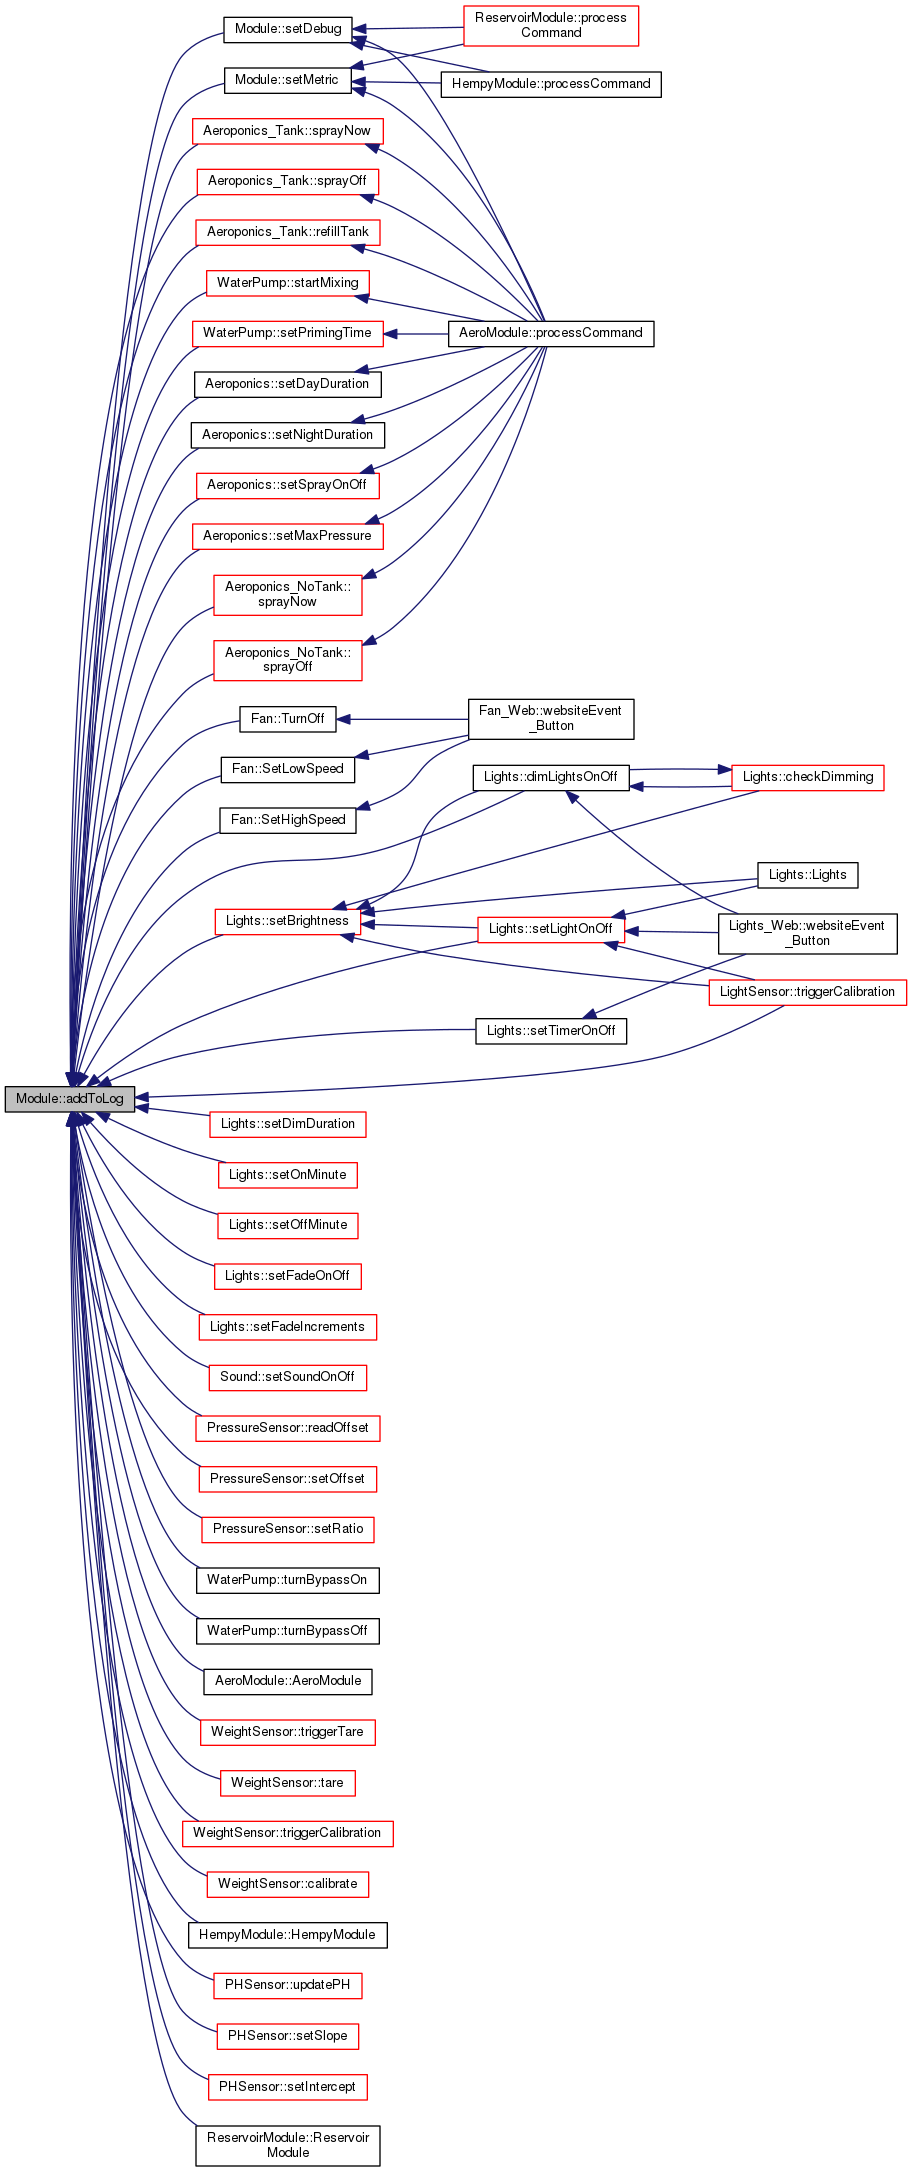 Module::setDebug
ReservoirModule::process
Command
Module::setMetric
HempyModule::processCommand
Aeroponics_Tank::sprayNow
Aeroponics_Tank::sprayOff
Aeroponics_Tank::refillTank
WaterPump::startMixing
WaterPump::setPrimingTime
AeroModule::processCommand
Aeroponics::setDayDuration
Aeroponics::setNightDuration
Aeroponics::setSprayOnOff
Aeroponics::setMaxPressure
Aeroponics_NoTank::
sprayNow
Aeroponics_NoTank::
sprayOff
Fan::TurnOff
Fan_Web::websiteEvent
_Button
Fan::SetLowSpeed
Lights::dimLightsOnOff
Lights::checkDimming
Fan::SetHighSpeed
Lights::Lights
Lights::setBrightness
Lights::setLightOnOff
Lights_Web::websiteEvent
_Button
LightSensor::triggerCalibration
Lights::setTimerOnOff
Module::addToLog
Lights::setDimDuration
Lights::setOnMinute
Lights::setOffMinute
Lights::setFadeOnOff
Lights::setFadeIncrements
Sound::setSoundOnOff
PressureSensor::readOffset
PressureSensor::setOffset
PressureSensor::setRatio
WaterPump::turnBypassOn
WaterPump::turnBypassOff
AeroModule::AeroModule
WeightSensor::triggerTare
WeightSensor::tare
WeightSensor::triggerCalibration
WeightSensor::calibrate
HempyModule::HempyModule
PHSensor::updatePH
PHSensor::setSlope
PHSensor::setIntercept
ReservoirModule::Reservoir
Module